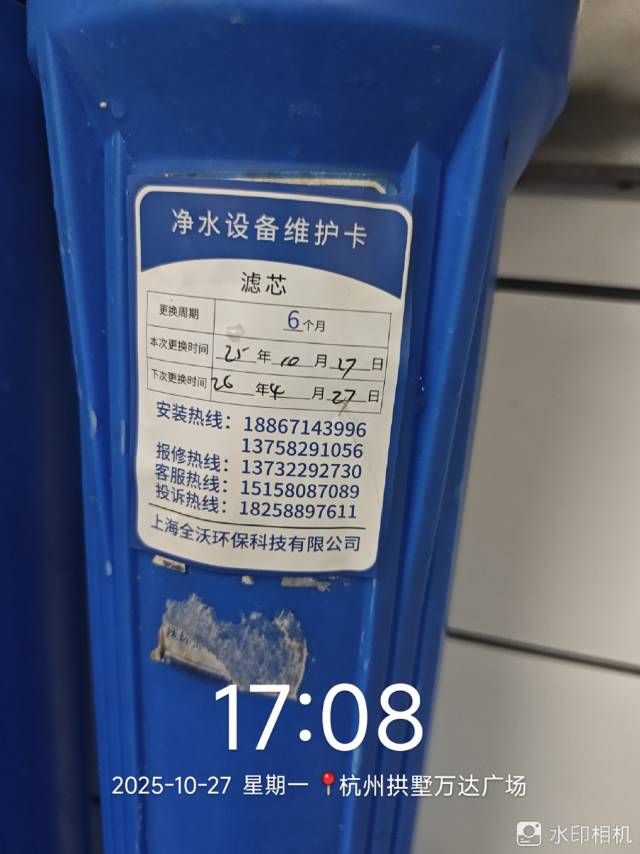 净水设备维护卡
滤芯
更换周期 6个月
本次更换时间 25年10月27日
下次更换时间 26年4月27日
安装热线：18867143996
13758291056
报修热线：13732292730
客服热线：15158087089
投诉热线：18258897611
上海全沃环保科技有限公司
17:08
2025-10-27 星期一 杭州拱墅万达广场
水印相机